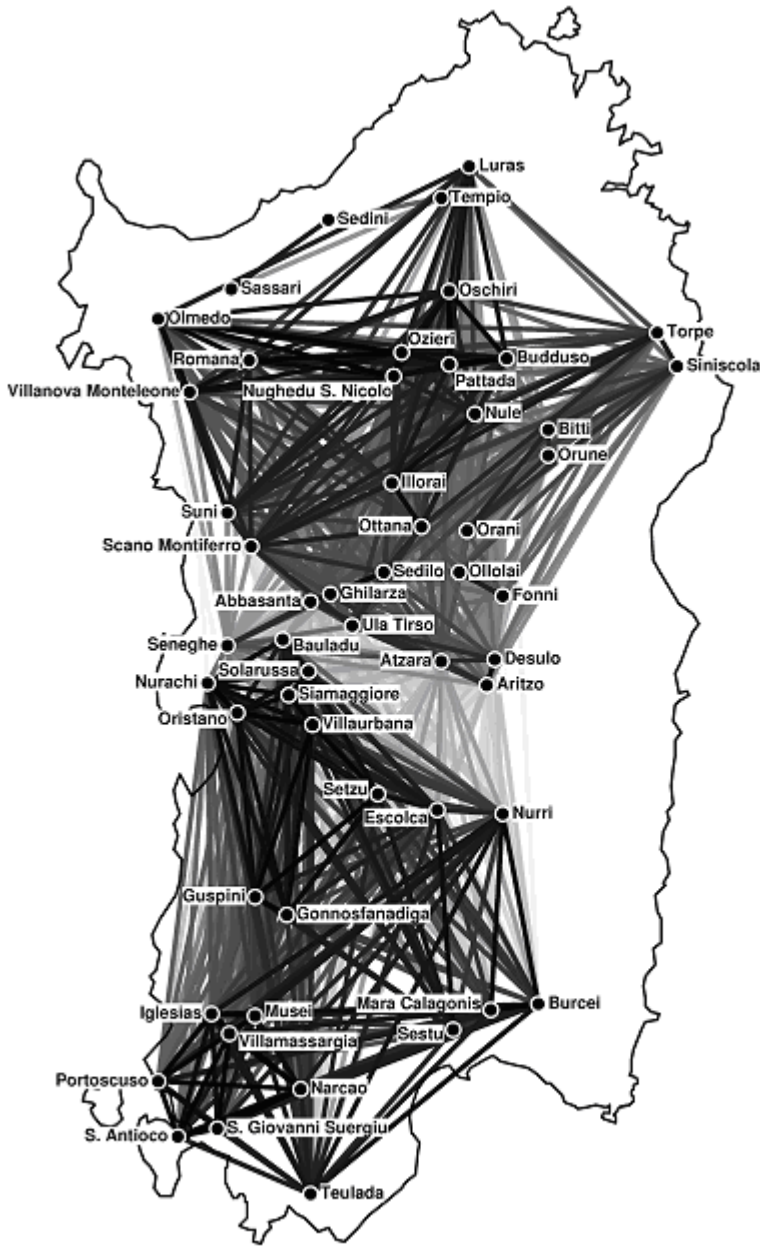 Luras
Tempio
Sedini
Sassari
Oschiri
Olmedo
Torpe
Ozieri
Romana
Budduso
Pattada
Siniscola
Villanova Monteleone
Nughedu S. Nicolo
Nule
Bitti
Orune
Illorai
Suni
Ottana
Orani
Scano Montiferro
Sedilo
Ollolai
Ghilarza
Fonni
Abbasanta
Ula Tirso
Seneghe
Bauladu
Atzara
Desulo
Solarussa
Nurachi
Aritzo
Siamaggiore
Oristano
Villaurbana
Setzu
Escolca
Nurri
Guspini
Gonnosfanadiga
Mara Calagonis
Burcei
Iglesias
Musei
Sestu
Villamassargia
Portoscuso
Narcao
S. Giovanni Suergiu
S. Antioco
Teulada